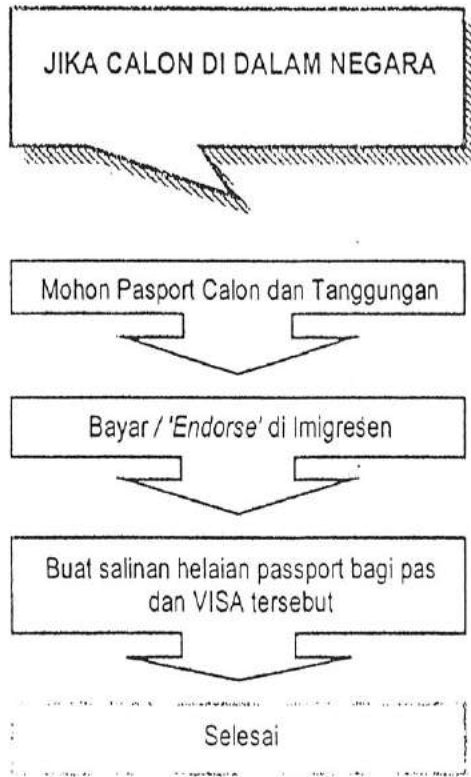 JIKA CALON DI DALAM NEGARA
Mohon Pasport Calon dan Tanggungan
Bayar / 'Endorse' di Imigresen
Buat salinan helaian passport bagi pas
dan VISA tersebut
Selesai